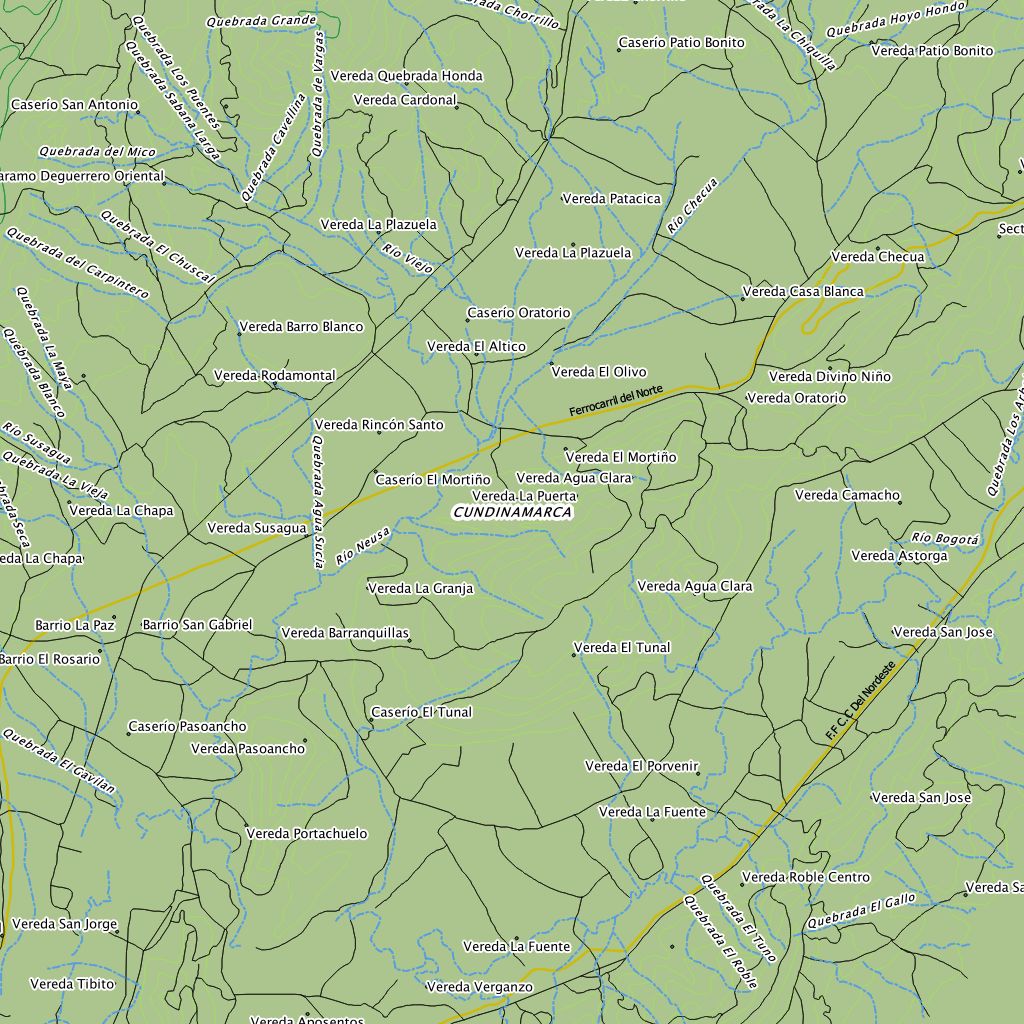 Quebrada Chorrillo
Quebrada Hoyo Hondo
Quebrada Grande
Quebrada La Chiquilla
Quebrada Los Puentes
Quebrada Sabana Larga
Quebrada de Vargas
Caserío Patio Bonito
Vereda Patio Bonito
Vereda Quebrada Honda
Vereda Cardonal
Caserío San Antonio
Quebrada Cavellina
Quebrada del Mico
aramo Deguerrero Oriental
Vereda Patacica
Río Checua
Quebrada El Chuscal
Vereda La Plazuela
Sect
Quebrada del Carpintero
Río Viejo
Vereda La Plazuela
Vereda Checua
Vereda Casa Blanca
Quebrada La Maya
Caserío Oratorio
Vereda Barro Blanco
Quebrada Blanco
Vereda El Altico
Vereda Rodamontal
Vereda El Olivo
Vereda Divino Niño
Ferrocarril del Norte
Vereda Oratorio
Quebrada Los Arb
Río Susagua
Vereda Rincón Santo
Quebrada La Vieja
Quebrada Agua Sucia
Vereda El Mortiño
Caserío El Mortiño
Vereda Agua Clara
Vereda La Puerta
Vereda Camacho
brada Seca
Vereda La Chapa
CUNDINAMARCA
Vereda Susagua
Río Neusa
Río Bogotá
eda La Chapa
Vereda Astorga
Vereda La Granja
Vereda Agua Clara
Barrio La Paz
Barrio San Gabriel
Vereda Barranquillas
Vereda San Jose
Barrio El Rosario
Vereda El Tunal
F.F.C.C Del Nordeste
Caserío El Tunal
Caserío Pasoancho
Vereda Pasoancho
Quebrada El Gavilan
Vereda El Porvenir
Vereda San Jose
Vereda La Fuente
Vereda Portachuelo
Vereda Roble Centro
Vereda Sa
Quebrada El Tuno
Quebrada El Roble
Quebrada El Gallo
Vereda San Jorge
Vereda La Fuente
Vereda Tibito
Vereda Verganzo
Vereda Aposentos